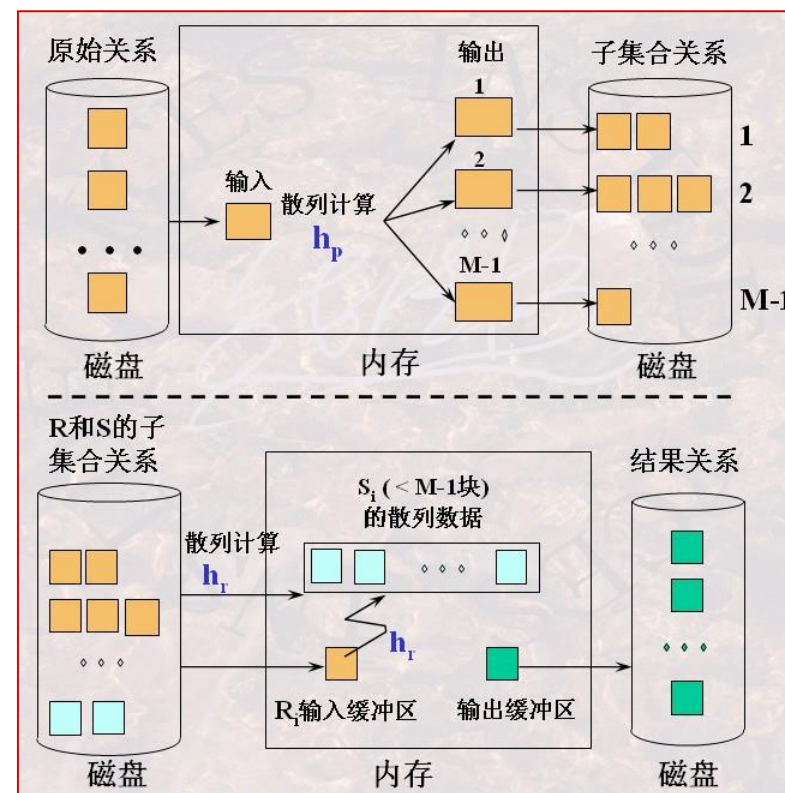 原始关系
输出
子集合关系
1
1
输入
散列计算
2
2
hp
M-1
M-1
磁盘
内存
磁盘
R和S的子
集合关系
Si ( < M-1块)
的散列数据
结果关系
散列计算
hr
hr
Ri输入缓冲区
输出缓冲区
磁盘
内存
磁盘